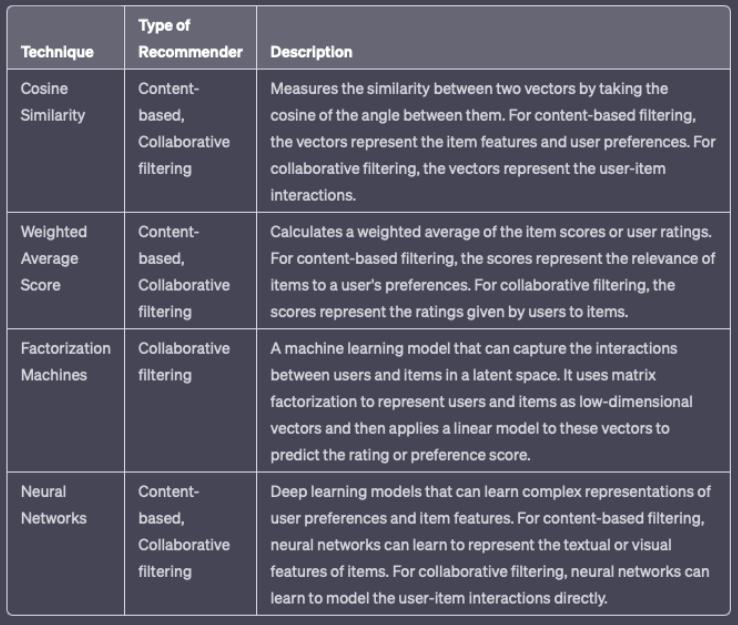 Technique
Type of
Recommender
Description
Cosine
Similarity
Content-
based,
Collaborative
filtering
Measures the similarity between two vectors by taking the
cosine of the angle between them. For content-based filtering,
the vectors represent the item features and user preferences. For
collaborative filtering, the vectors represent the user-item
interactions.
Weighted
Average
Score
Content-
based,
Collaborative
filtering
Calculates a weighted average of the item scores or user ratings.
For content-based filtering, the scores represent the relevance of
items to a user's preferences. For collaborative filtering, the
scores represent the ratings given by users to items.
Factorization
Machines
Collaborative
filtering
A machine learning model that can capture the interactions
between users and items in a latent space. It uses matrix
factorization to represent users and items as low-dimensional
vectors and then applies a linear model to these vectors to
predict the rating or preference score.
Neural
Networks
Content-
based,
Collaborative
filtering
Deep learning models that can learn complex representations of
user preferences and item features. For content-based filtering,
neural networks can learn to represent the textual or visual
features of items. For collaborative filtering, neural networks can
learn to model the user-item interactions directly.